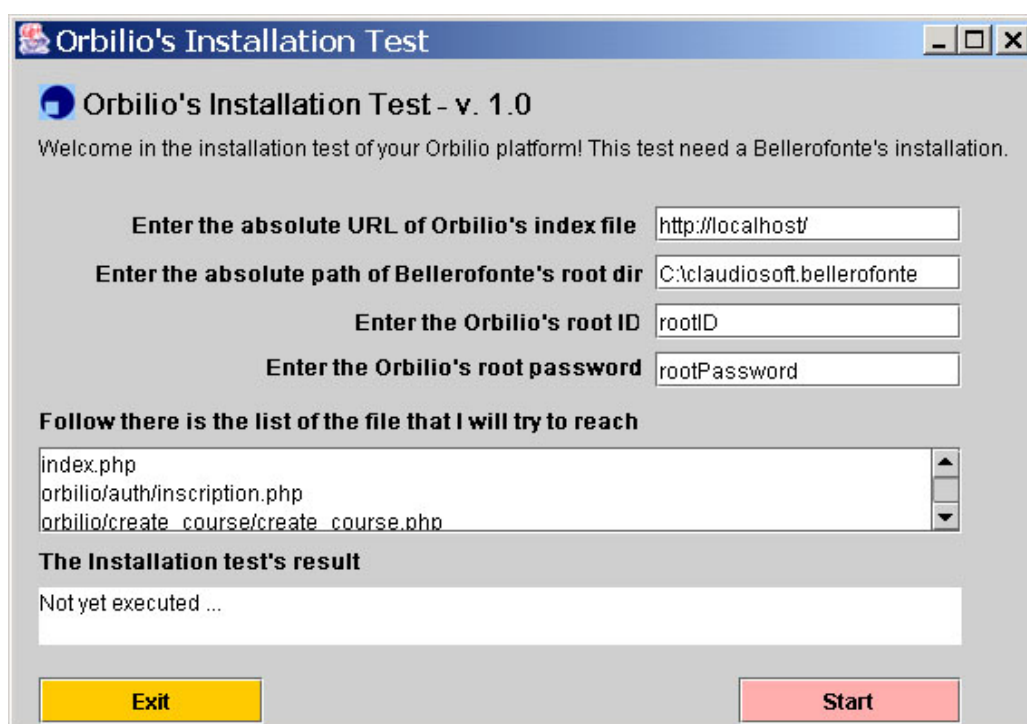 Orbilio's Installation Test
Orbilio's Installation Test - v. 1.0
Welcome in the installation test of your Orbilio platform! This test need a Bellerofonte's installation.
Enter the absolute URL of Orbilio's index file http://localhost/
Enter the absolute path of Bellerofonte's root dir C:\claudiosoft.bellerofonte
Enter the Orbilio's root ID rootID
Enter the Orbilio's root password rootPassword
Follow there is the list of the file that I will try to reach
index.php
orbilio/auth/inscription.php
orbilio/create_course/create_course.php
The Installation test's result
Not yet executed ...
Exit Start